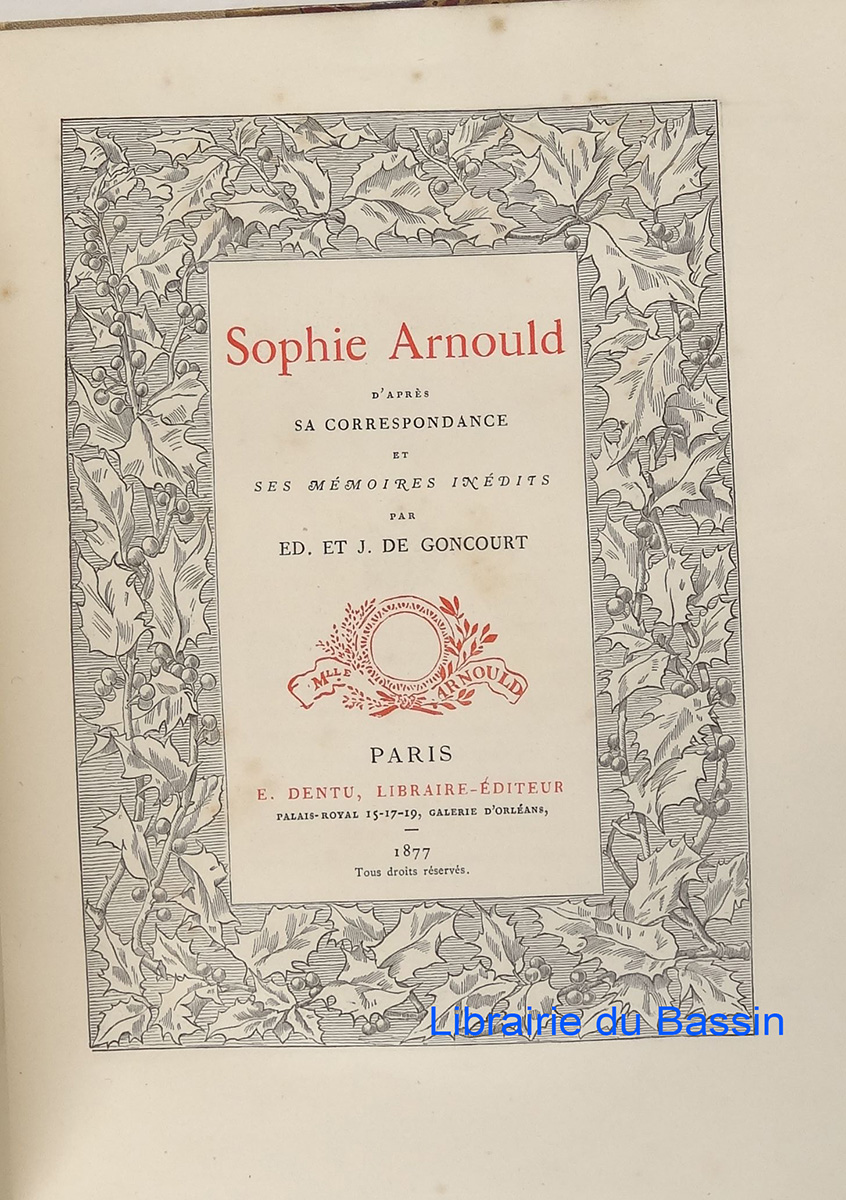 Sophie Arnould
D'APRÈS
SA CORRESPONDANCE
ET
SES MÉMOIRES INÉDITS
PAR
ED. ET J. DE GONCOURT
MLLE ARNOULD
PARIS
E. DENTU, LIBRAIRE-ÉDITEUR
PALAIS-ROYAL 15-17-19, GALERIE D'ORLÉANS,
1877
Tous droits réservés.
Librairie du Bassin